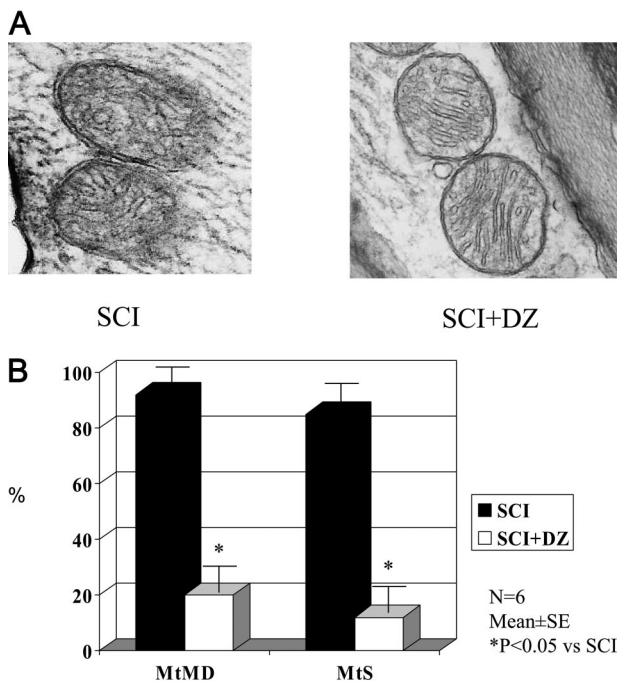 A
SCI
SCI+DZ
B
100
80
60
40
20
0
%
*
*
MtMD
MtS
SCI
SCI+DZ
N=6
Mean±SE
*P<0.05 vs SCI